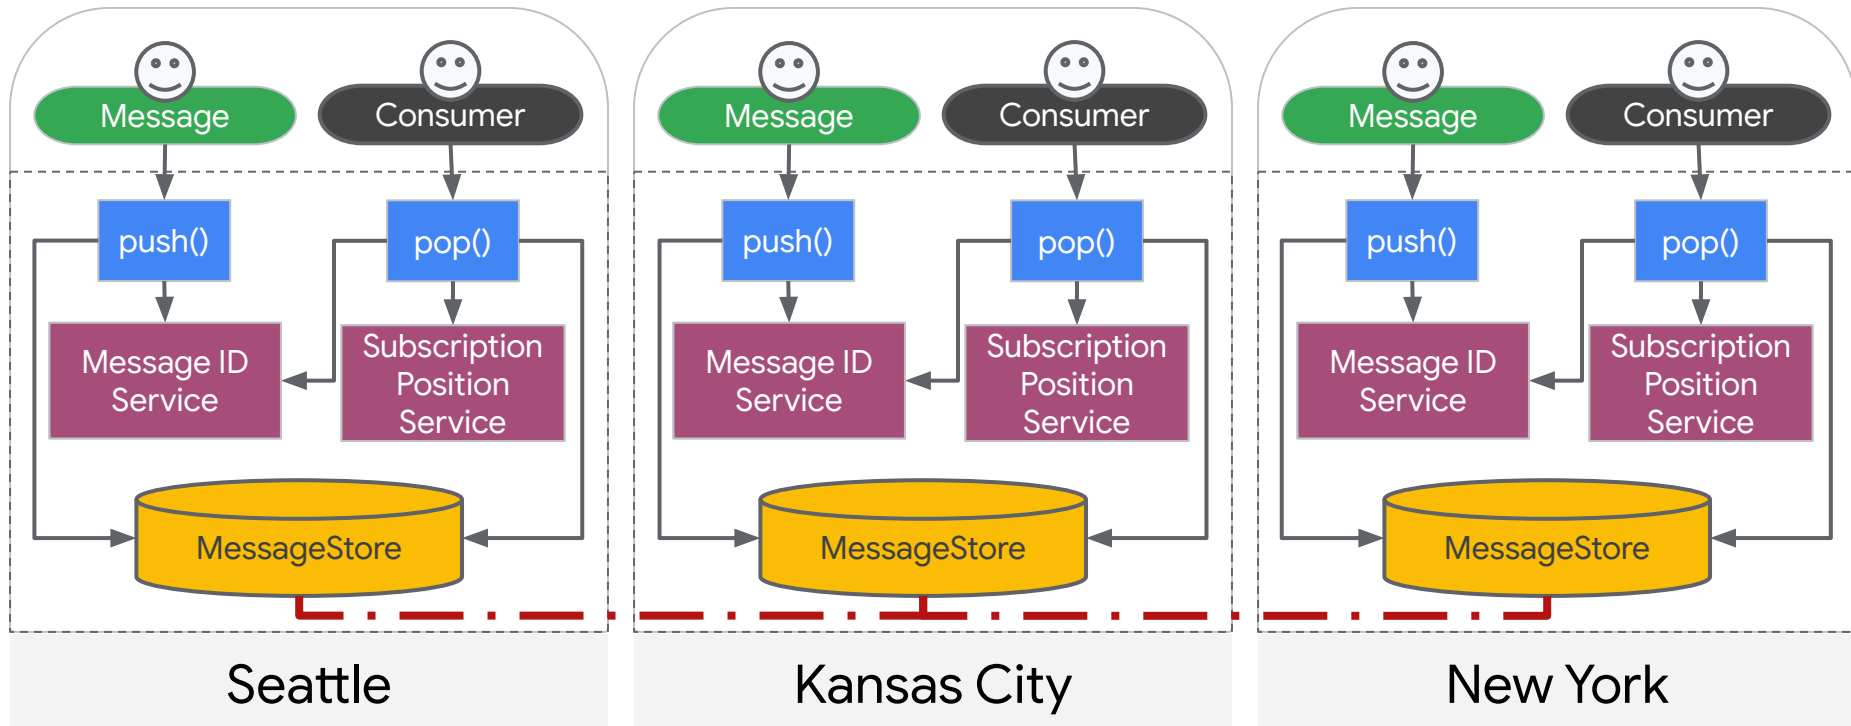 Message
Consumer
push()
pop()
Message ID
Service
Subscription
Position
Service
MessageStore
Seattle
Message
Consumer
push()
pop()
Message ID
Service
Subscription
Position
Service
MessageStore
Kansas City
Message
Consumer
push()
pop()
Message ID
Service
Subscription
Position
Service
MessageStore
New York